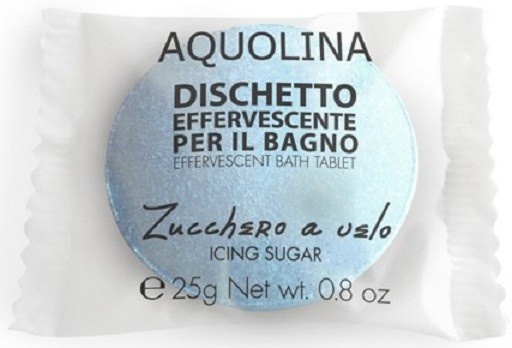 AQUOLINA
DISCHETTO
EFFERVESCENTE
PER IL BAGNO
EFFERVESCENT BATH TABLET
Zucchero a velo
ICING SUGAR
e 25g Net wt. 0.8 oz